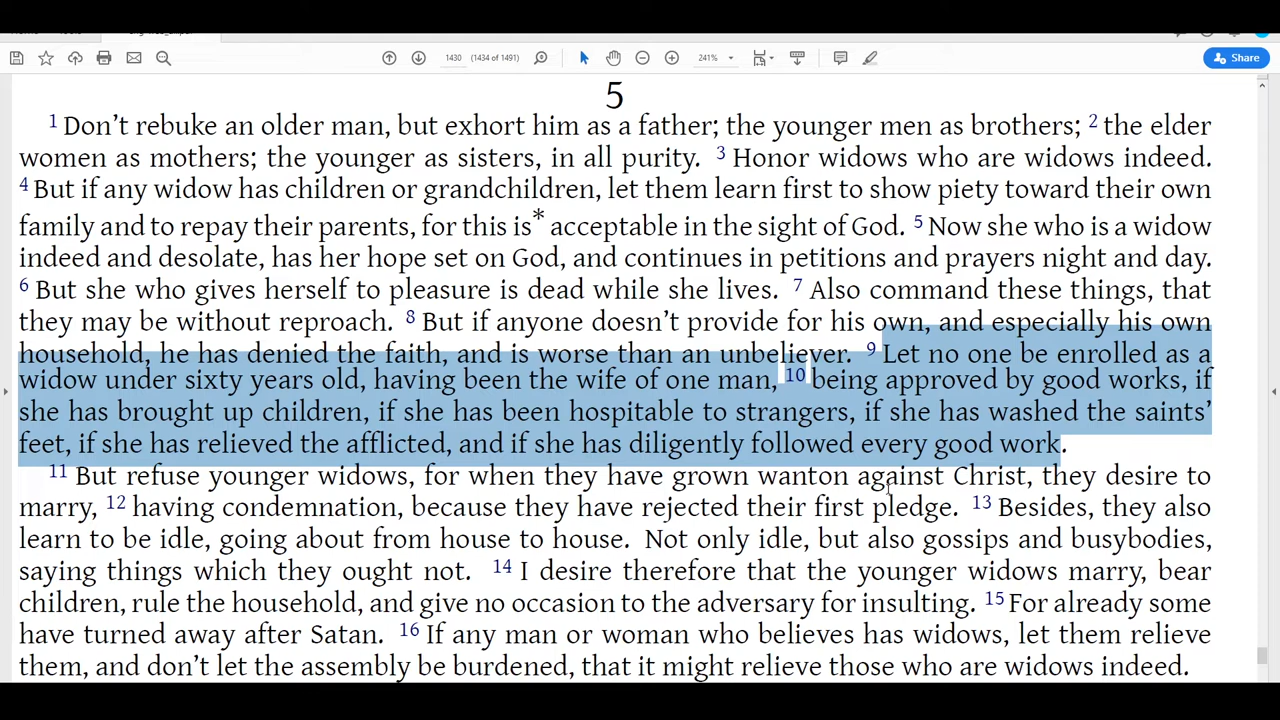 1430 (1434 of 1491) 241% Share
5
1 Don’t rebuke an older man, but exhort him as a father; the younger men as brothers; 2 the elder
women as mothers; the younger as sisters, in all purity. 3 Honor widows who are widows indeed.
4 But if any widow has children or grandchildren, let them learn first to show piety toward their own
family and to repay their parents, for this is* acceptable in the sight of God. 5 Now she who is a widow
indeed and desolate, has her hope set on God, and continues in petitions and prayers night and day.
6 But she who gives herself to pleasure is dead while she lives. 7 Also command these things, that
they may be without reproach. 8 But if anyone doesn’t provide for his own, and especially his own
household, he has denied the faith, and is worse than an unbeliever. 9 Let no one be enrolled as a
widow under sixty years old, having been the wife of one man, 10 being approved by good works, if
she has brought up children, if she has been hospitable to strangers, if she has washed the saints’
feet, if she has relieved the afflicted, and if she has diligently followed every good work.
11 But refuse younger widows, for when they have grown wanton against Christ, they desire to
marry, 12 having condemnation, because they have rejected their first pledge. 13 Besides, they also
learn to be idle, going about from house to house. Not only idle, but also gossips and busybodies,
saying things which they ought not. 14 I desire therefore that the younger widows marry, bear
children, rule the household, and give no occasion to the adversary for insulting. 15 For already some
have turned away after Satan. 16 If any man or woman who believes has widows, let them relieve
them, and don’t let the assembly be burdened, that it might relieve those who are widows indeed.